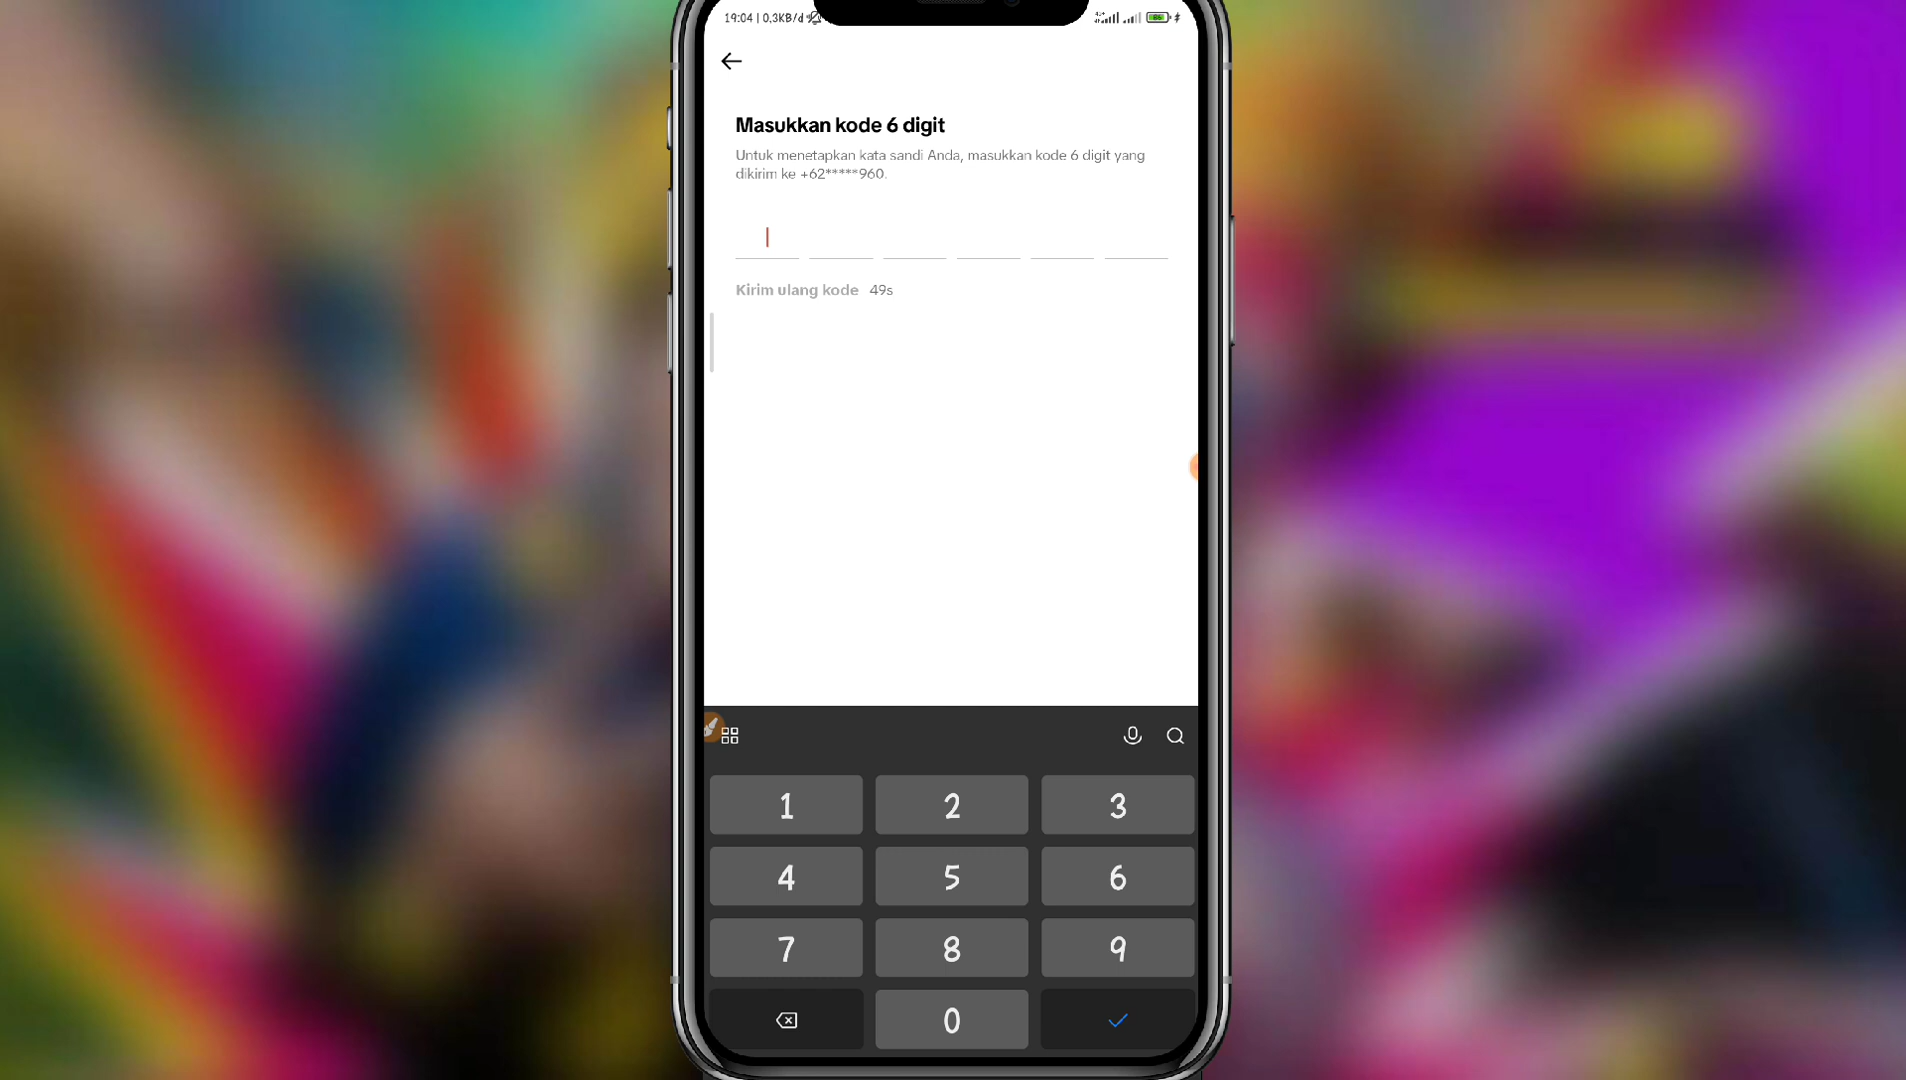 19:04 | 0,3KB/d
Masukkan kode 6 digit
Untuk menetapkan kata sandi Anda, masukkan kode 6 digit yang
dikirim ke +62*****960.
Kirim ulang kode 49s
1 2 3
4 5 6
7 8 9
0